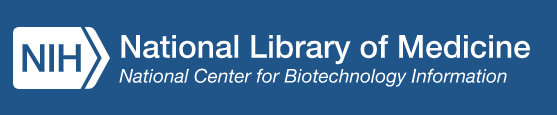 NIH National Library of Medicine
National Center for Biotechnology Information